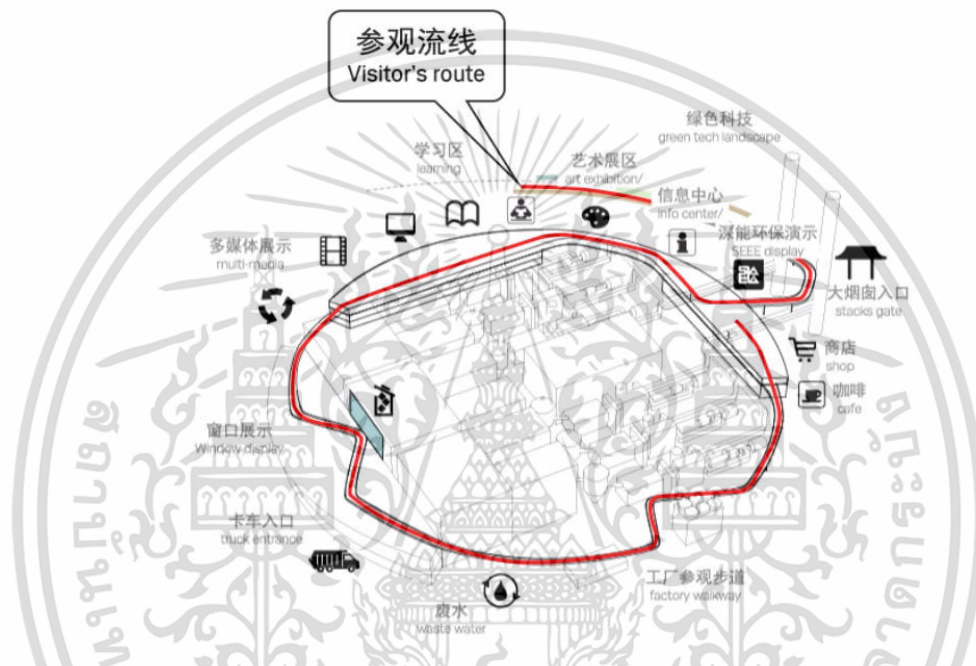 参观流线
Visitor's route
绿色科技
green tech landscape
学习区
learning
艺术展区
art exhibition/
信息中心
info center/
多媒体展示
multi-media
深能环保演示
SEEE display
大烟囱入口
stacks gate
商店
shop
咖啡
cafe
窗口展示
Window display
卡车入口
truck entrance
工厂参观步道
factory walkway
废水
waste water